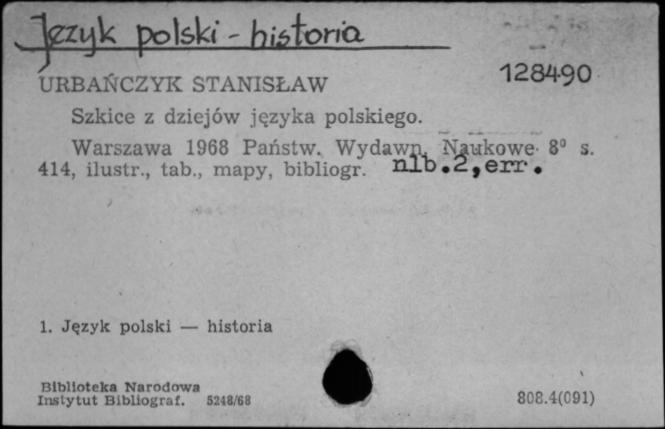 Język polski - historia
128490
URBAŃCZYK STANISŁAW
Szkice z dziejów języka polskiego.
Warszawa 1968 Państw. Wydawn. Naukowe 8⁰ s.
414, ilustr., tab., mapy, bibliogr. nlb.2,err.
1. Język polski — historia
Biblioteka Narodowa
Instytut Bibliograf. 5248/68
808.4(091)